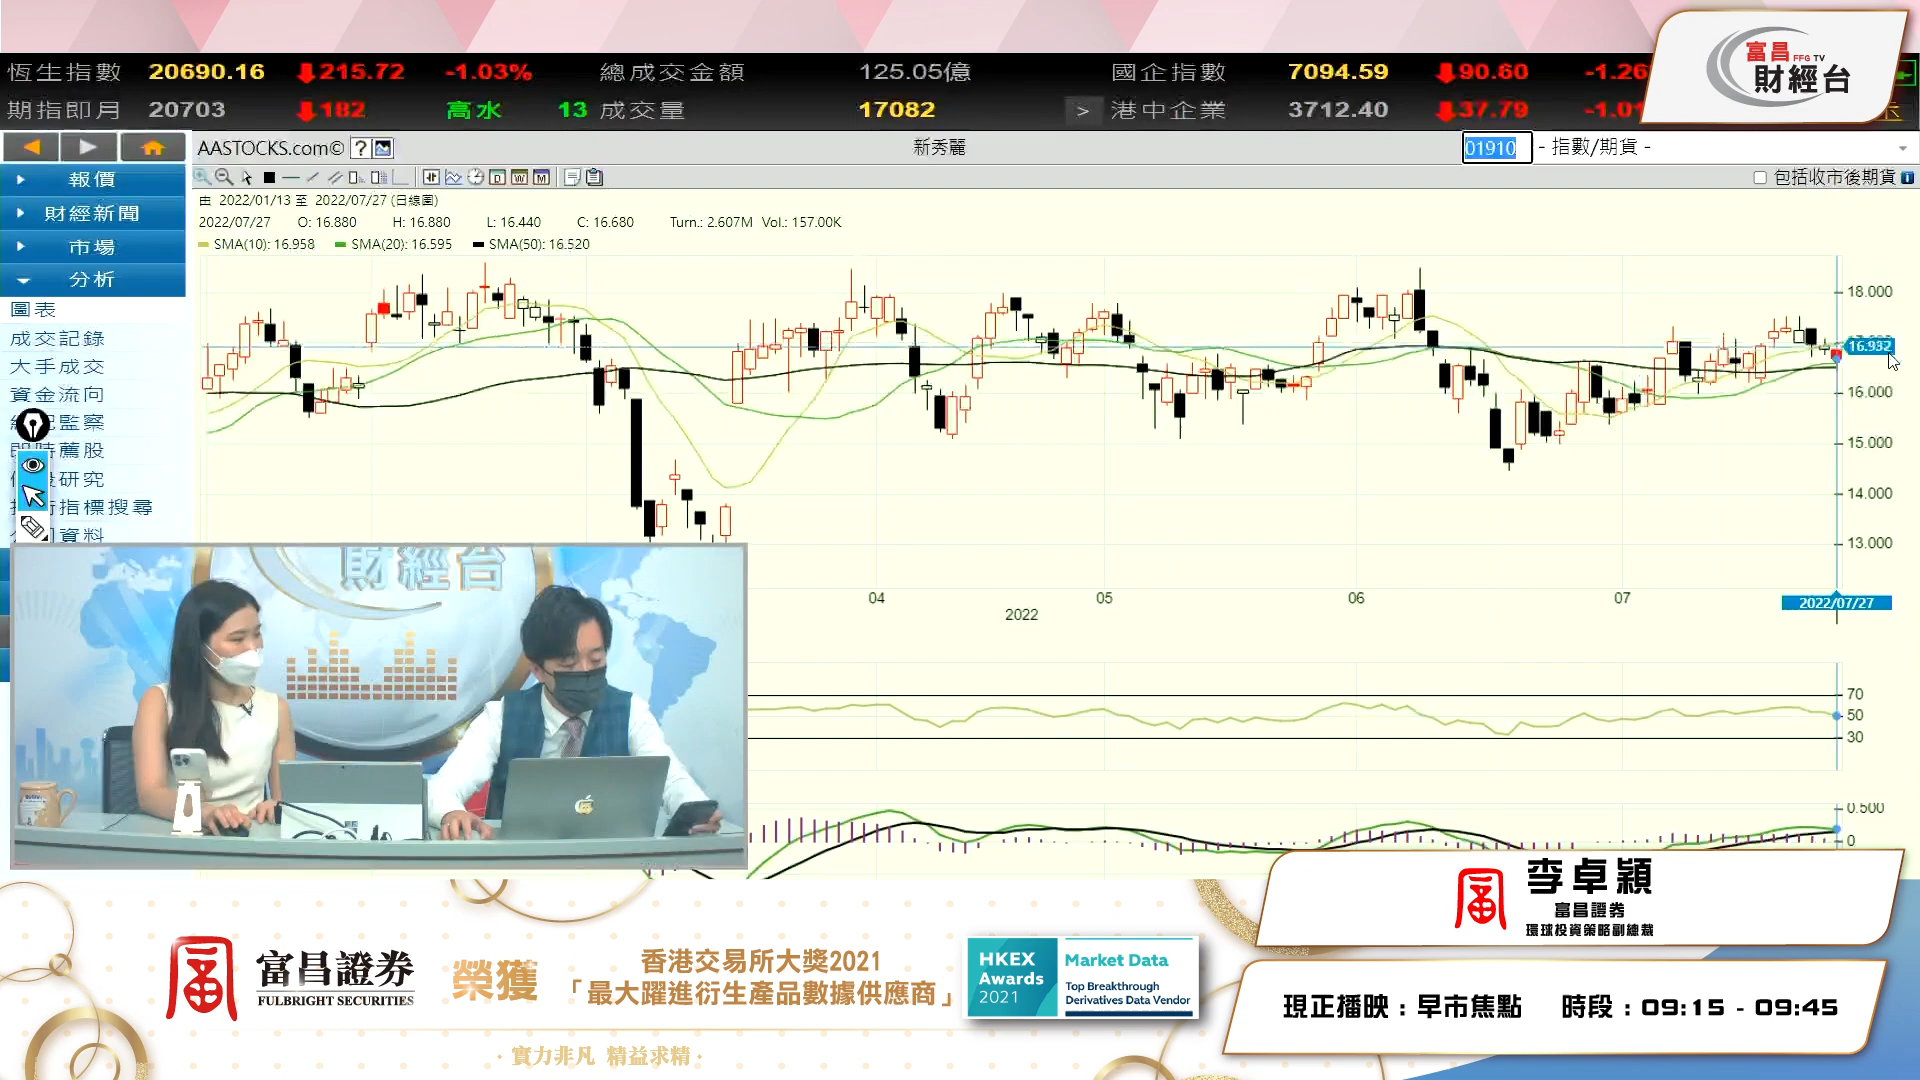 恆生指數 20690.16 215.72 -1.03% 總成交金額 125.05億 國企指數 7094.59 90.60 -1.26
期指即月 20703 182 高水 13 成交量 17082 > 港中企業 3712.40 37.79 -1.01
富昌 FFG TV
財經台
AASTOCKS.com© ? 新秀麗 01910 - 指數/期貨 -
包括收市後期貨
報價
財經新聞
市場
分析
圖表
成交記錄
大手成交
資金流向
監察
薦股
研究
指標搜尋
資料
由 2022/01/13 至 2022/07/27 (日線圖)
2022/07/27 O: 16.880 H: 16.880 L: 16.440 C: 16.680 Turn.: 2.607M Vol.: 157.00K
SMA(10): 16.958 SMA(20): 16.595 SMA(50): 16.520
18.000
16.932
16.000
15.000
14.000
13.000
04 05 06 07 2022/07/27
2022
70
50
30
0.500
0
財經台
李卓穎
富昌證券
環球投資策略副總裁
富昌證券
FULBRIGHT SECURITIES
榮獲
香港交易所大獎2021
「最大躍進衍生產品數據供應商」
HKEX
Awards
2021
Market Data
Top Breakthrough
Derivatives Data Vendor
現正播映：早市焦點 時段：09:15 - 09:45
· 實力非凡 精益求精 ·